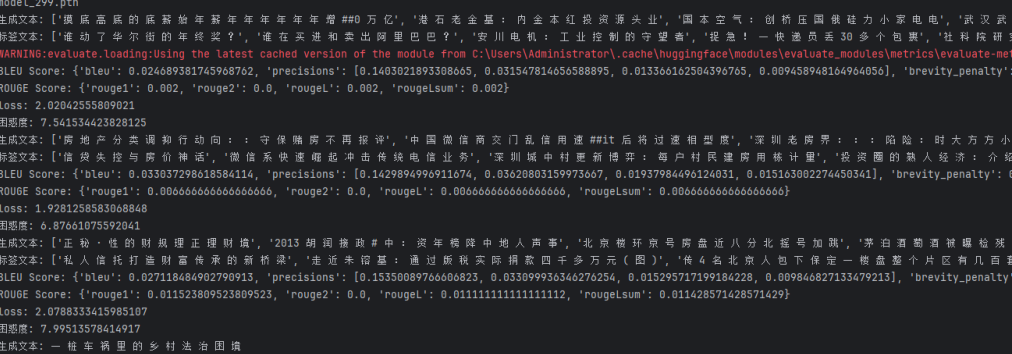 model_299.pth
生成文本: ['摸 底 高 底 的 底 薪 始 年 薪 年 年 年 年 年 年 增 ##0 万 亿', '港 石 老 金 基 : 内 金 本 红 投 资 源 头 业', '国 本 空 气 : 创 桥 压 国 俄 硅 力 小 家 电 电', '武 汉 武
标签文本: ['谁 动 了 华 尔 街 的 年 终 奖 ?', '谁 在 买 进 和 卖 出 阿 里 巴 巴 ?', '安 川 电 机 : 工 业 控 制 的 守 望 者', '捉 急 ! 一 快 递 员 丢 30 多 个 包 裹', '社 科 院 研
WARNING:evaluate.loading:Using the latest cached version of the module from C:\Users\Administrator\.cache\huggingface\modules\evaluate_modules\metrics\evaluate-met
BLEU Score: {'bleu': 0.024689381745968762, 'precisions': [0.1403021893308665, 0.031547814656588895, 0.013366162504396765, 0.009458948164964056], 'brevity_penalty':
ROUGE Score: {'rouge1': 0.002, 'rouge2': 0.0, 'rougeL': 0.002, 'rougeLsum': 0.002}
Loss: 2.02042555809021
困惑度: 7.541534423828125
生成文本: ['房 地 产 分 类 调 抑 行 动 向 : : 守 保 赌 房 不 再 报 评', '中 国 微 信 商 交 门 乱 信 用 速 ##it 后 将 过 速 相 型 度', '深 圳 老 房 界 : : : 陷 险 : 时 大 方 方 小
标签文本: ['信 贷 失 控 与 房 价 神 话', '微 信 系 快 速 崛 起 冲 击 传 统 电 信 业 务', '深 圳 城 中 村 更 新 博 弈 : 每 户 村 民 建 房 用 栋 计 量', '投 资 圈 的 熟 人 经 济 : 介 绍
BLEU Score: {'bleu': 0.033037298618584114, 'precisions': [0.1429894996911674, 0.03620803159973667, 0.01937984496124031, 0.015163002274450341], 'brevity_penalty': 0
ROUGE Score: {'rouge1': 0.006666666666666666, 'rouge2': 0.0, 'rougeL': 0.006666666666666666, 'rougeLsum': 0.006666666666666666}
Loss: 1.9281258583068848
困惑度: 6.87661075592041
生成文本: ['正 秘 · 性 的 财 规 理 正 理 财 境', '2013 胡 润 接 政 # 中 : 资 年 榜 降 中 地 人 声 事', '北 京 楼 环 京 号 房 盘 近 八 分 北 摇 号 加 跳', '茅 泊 酒 萄 酒 被 曝 检 残
标签文本: ['私 人 信 托 打 造 财 富 传 承 的 新 桥 梁', '走 近 朱 镕 基 : 通 过 版 税 实 际 捐 款 四 千 多 万 元 ( 图 )', '传 4 名 北 京 人 包 下 保 定 一 楼 盘 整 个 片 区 有 几 百 套
BLEU Score: {'bleu': 0.027118484902790913, 'precisions': [0.15350089766606823, 0.033099936346276254, 0.015295717199184228, 0.009846827133479213], 'brevity_penalty'
ROUGE Score: {'rouge1': 0.011523809523809523, 'rouge2': 0.0, 'rougeL': 0.011111111111111112, 'rougeLsum': 0.011428571428571429}
Loss: 2.0788333415985107
困惑度: 7.99513578414917
生成文本: 一 桩 车 祸 里 的 乡 村 法 治 困 境